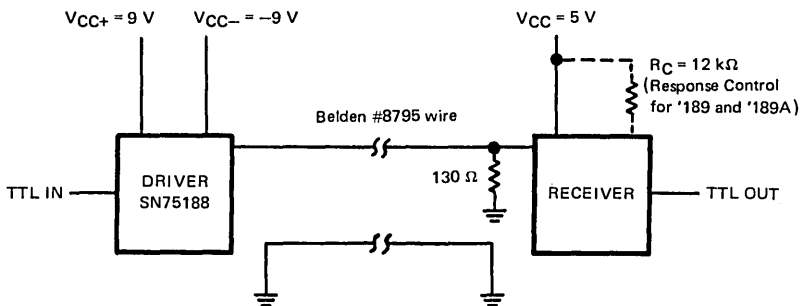 VCC+ = 9 V
VCC– = –9 V
VCC = 5 V
RC = 12 kΩ
(Response Control
for '189 and '189A)
Belden #8795 wire
130 Ω
TTL IN
DRIVER
SN75188
RECEIVER
TTL OUT